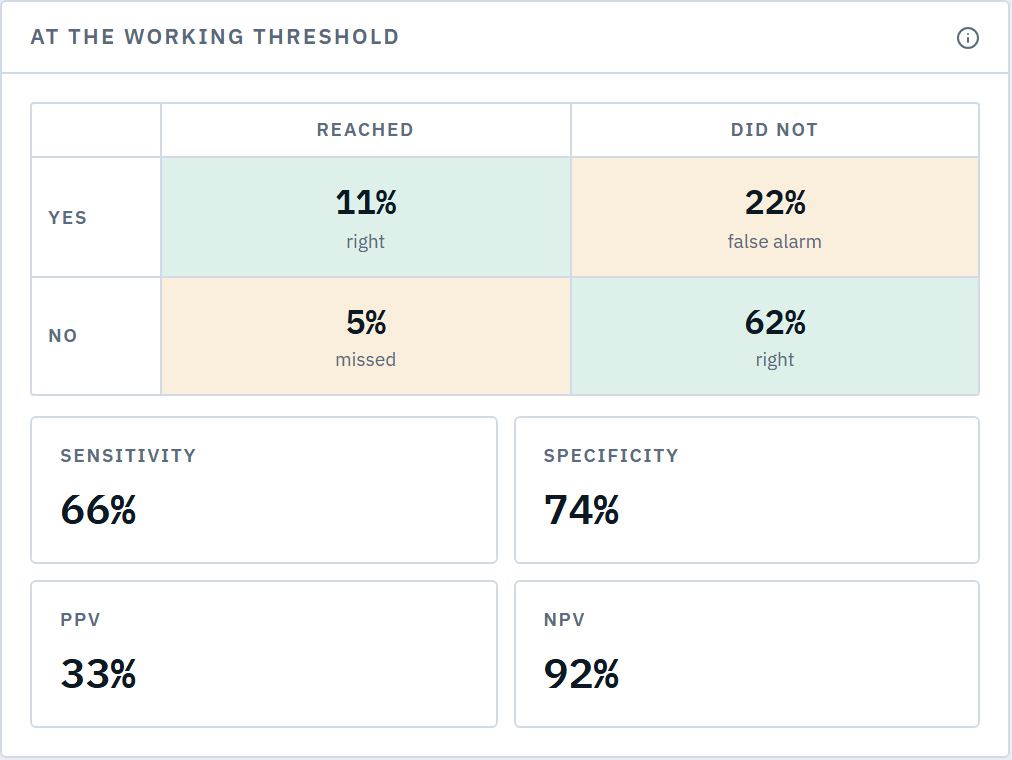 AT THE WORKING THRESHOLD
REACHED DID NOT
YES 11% 22%
right false alarm
NO 5% 62%
missed right
SENSITIVITY SPECIFICITY
66% 74%
PPV NPV
33% 92%